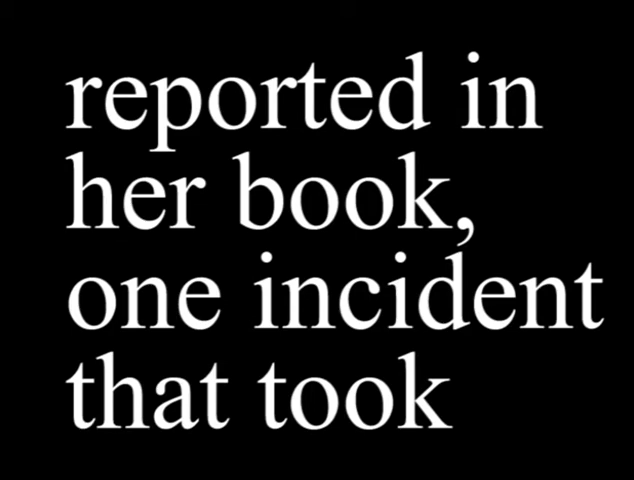 reported in
her book,
one incident
that took